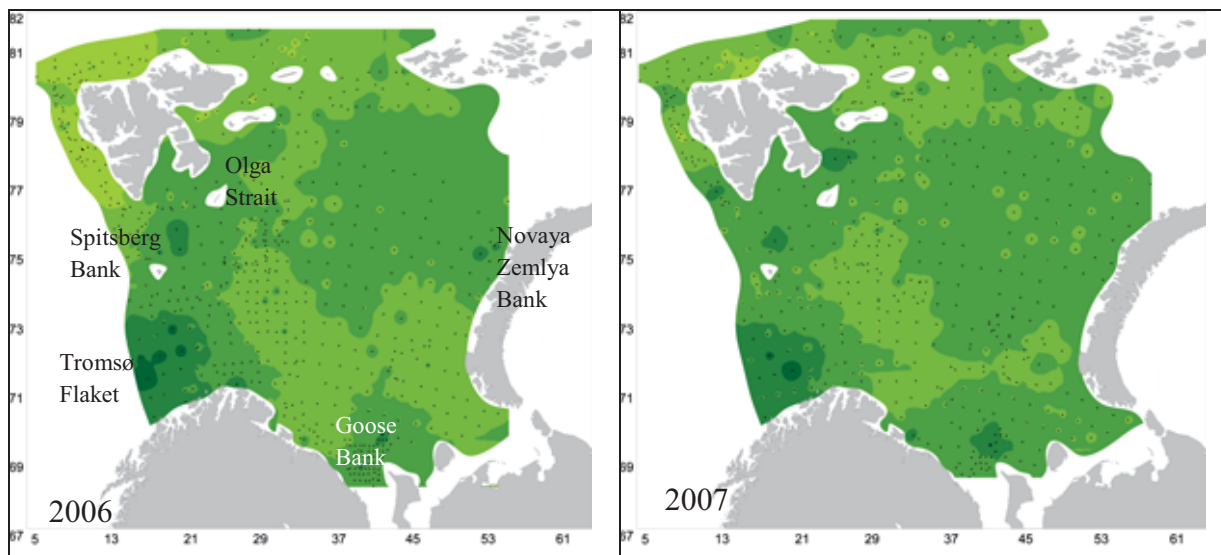 82
81
79
77
75
73
71
69
67
5 13 21 29 37 45 53 61
Olga
Strait
Spitsberg
Bank
Novaya
Zemlya
Bank
Tromsø
Flaket
Goose
Bank
2006
82
81
79
77
75
73
71
69
67
5 13 21 29 37 45 53 61
2007